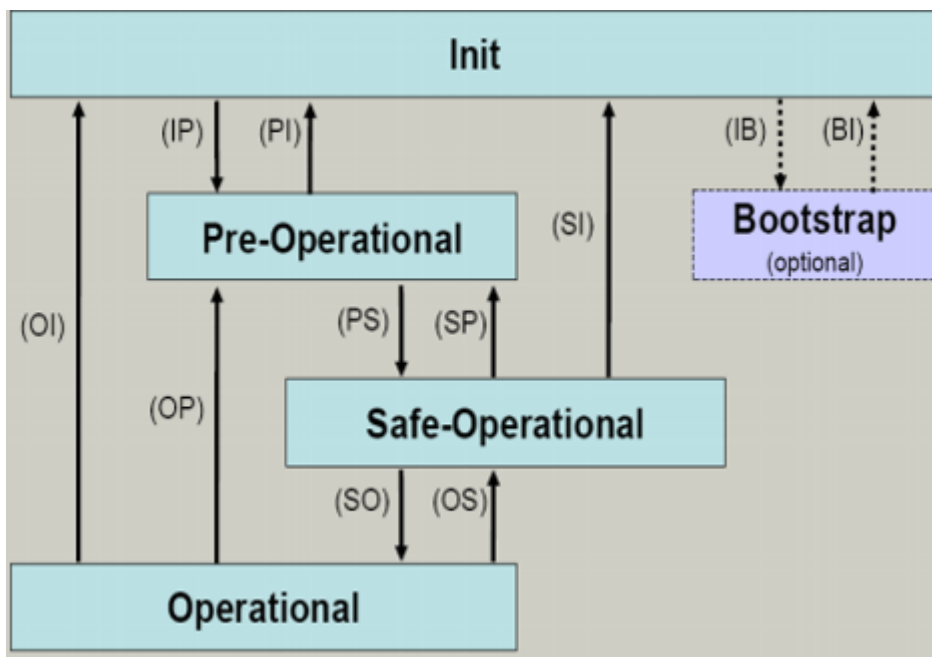 Init
(IP)
(PI)
(IB)
(BI)
Pre-Operational
(SI)
Bootstrap
(optional)
(OI)
(PS)
(SP)
(OP)
Safe-Operational
(SO)
(OS)
Operational